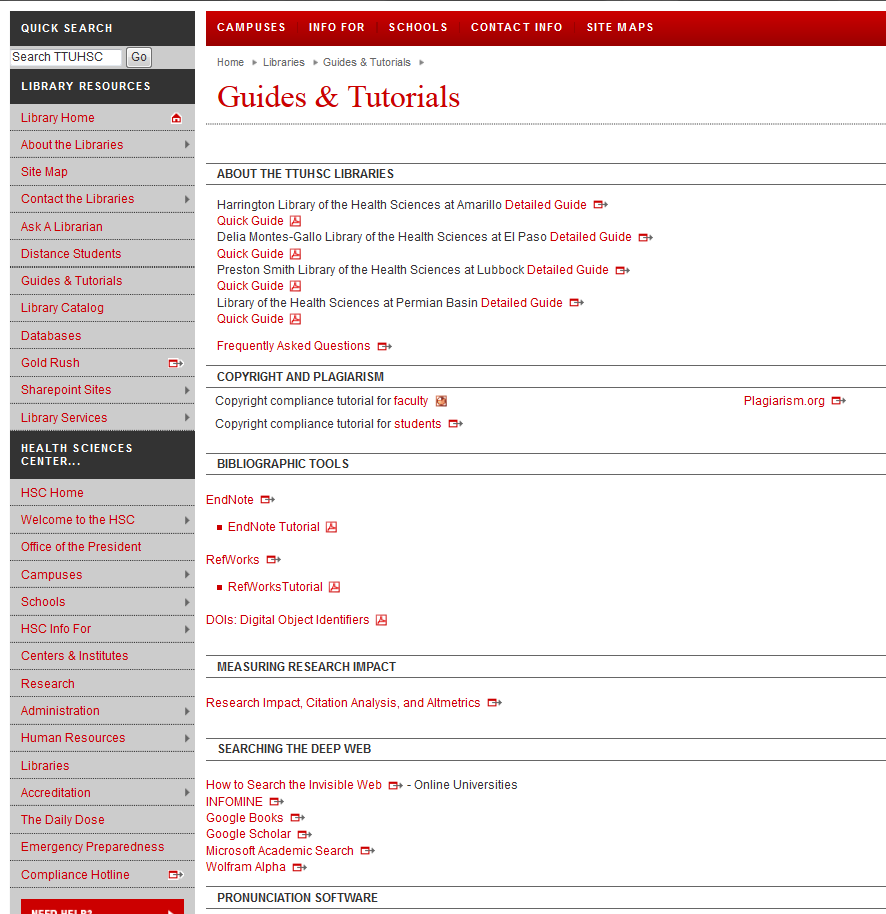 QUICK SEARCH
Search TTUHSC Go
LIBRARY RESOURCES
Library Home
About the Libraries
Site Map
Contact the Libraries
Ask A Librarian
Distance Students
Guides & Tutorials
Library Catalog
Databases
Gold Rush
Sharepoint Sites
Library Services
HEALTH SCIENCES
CENTER...
HSC Home
Welcome to the HSC
Office of the President
Campuses
Schools
HSC Info For
Centers & Institutes
Research
Administration
Human Resources
Libraries
Accreditation
The Daily Dose
Emergency Preparedness
Compliance Hotline
NEED HELP?
CAMPUSES INFO FOR SCHOOLS CONTACT INFO SITE MAPS
Home Libraries Guides & Tutorials
Guides & Tutorials
ABOUT THE TTUHSC LIBRARIES
Harrington Library of the Health Sciences at Amarillo Detailed Guide
Quick Guide
Delia Montes-Gallo Library of the Health Sciences at El Paso Detailed Guide
Quick Guide
Preston Smith Library of the Health Sciences at Lubbock Detailed Guide
Quick Guide
Library of the Health Sciences at Permian Basin Detailed Guide
Quick Guide
Frequently Asked Questions
COPYRIGHT AND PLAGIARISM
Copyright compliance tutorial for faculty Plagiarism.org
Copyright compliance tutorial for students
BIBLIOGRAPHIC TOOLS
EndNote
EndNote Tutorial
RefWorks
RefWorksTutorial
DOIs: Digital Object Identifiers
MEASURING RESEARCH IMPACT
Research Impact, Citation Analysis, and Altmetrics
SEARCHING THE DEEP WEB
How to Search the Invisible Web - Online Universities
INFOMINE
Google Books
Google Scholar
Microsoft Academic Search
Wolfram Alpha
PRONUNCIATION SOFTWARE